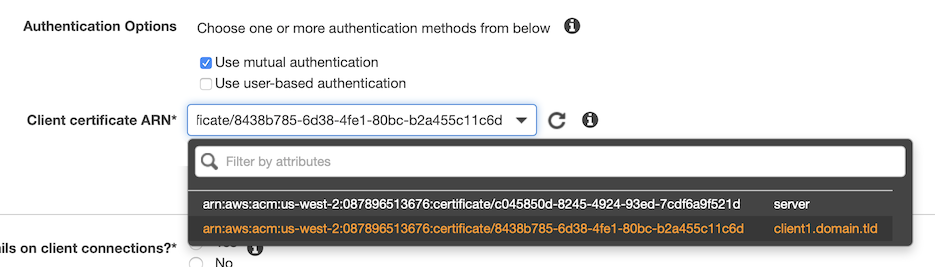 Authentication Options Choose one or more authentication methods from below
Use mutual authentication
Use user-based authentication
Client certificate ARN* ficate/8438b785-6d38-4fe1-80bc-b2a455c11c6d
Filter by attributes
arn:aws:acm:us-west-2:087896513676:certificate/c045850d-8245-4924-93ed-7cdf6a9f521d server
arn:aws:acm:us-west-2:087896513676:certificate/8438b785-6d38-4fe1-80bc-b2a455c11c6d client1.domain.tld
ils on client connections?* Yes
No